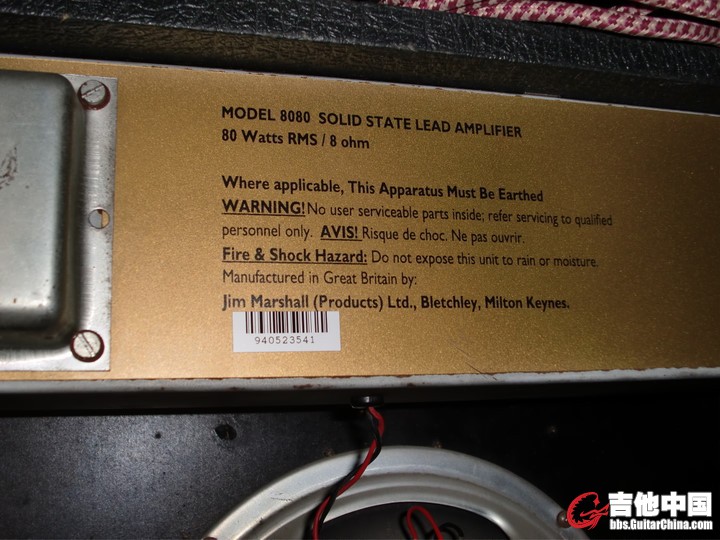 MODEL 8080 SOLID STATE LEAD AMPLIFIER
80 Watts RMS / 8 ohm
Where applicable, This Apparatus Must Be Earthed
WARNING! No user serviceable parts inside; refer servicing to qualified
personnel only. AVIS! Risque de choc. Ne pas ouvrir.
Fire & Shock Hazard: Do not expose this unit to rain or moisture.
Manufactured in Great Britain by:
Jim Marshall (Products) Ltd., Bletchley, Milton Keynes.
940523541
吉他中国
bbs.GuitarChina.com